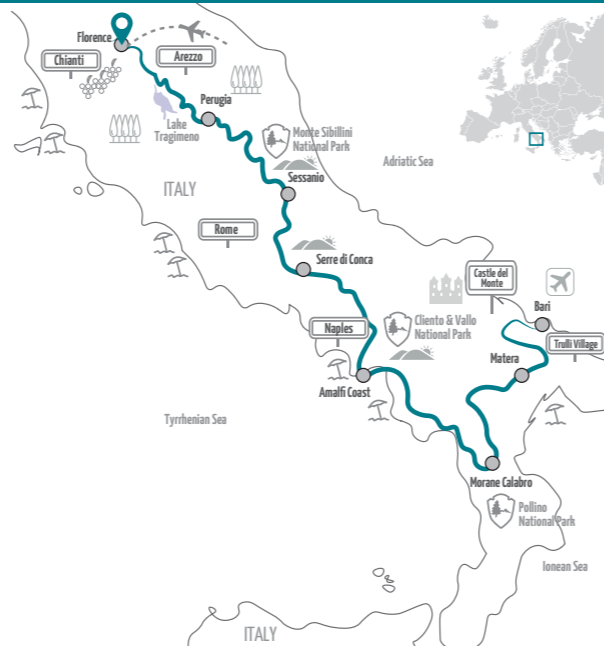 Florence
Chianti
Arezzo
Perugia
Lake
Tragimeno
Monte Sibillini
National Park
Adriatic Sea
Sessanio
ITALY
Rome
Serre di Conca
Castle del
Monte
Bari
Naples
Cliento & Vallo
National Park
Trulli Village
Matera
Amalfi Coast
Tyrrhenian Sea
Morane Calabro
Pollino
National Park
Ionean Sea
ITALY